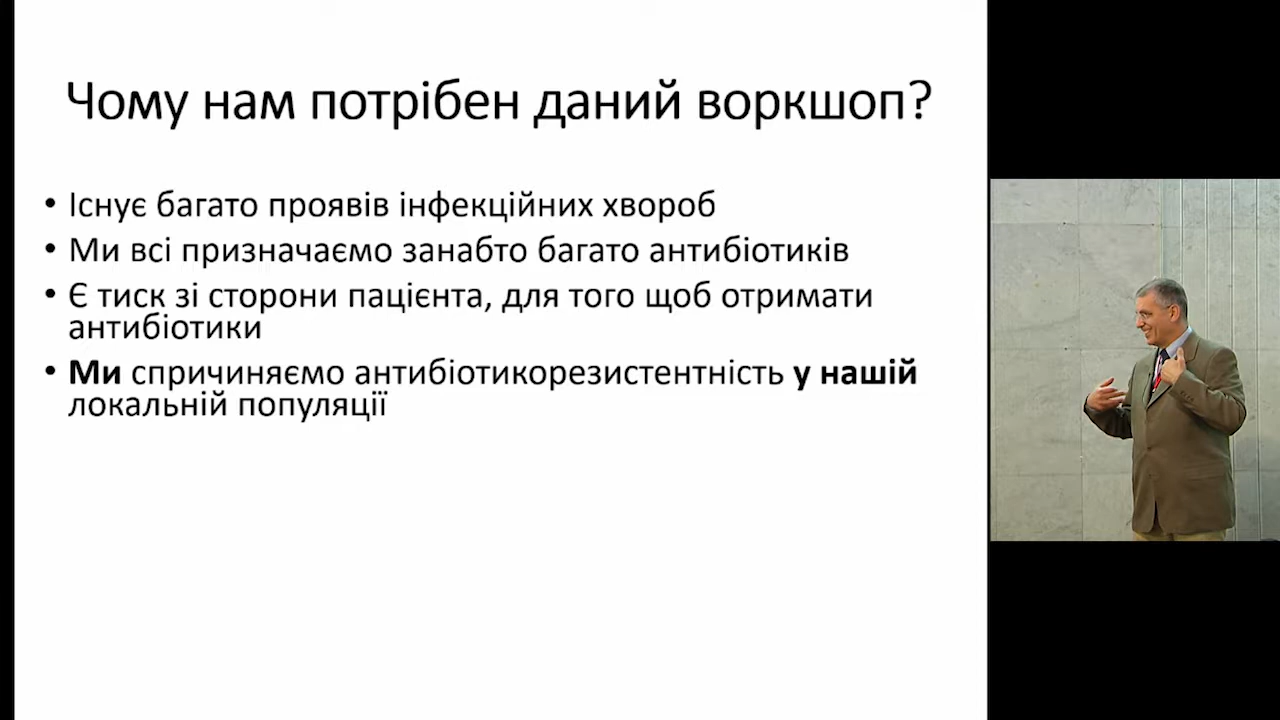 Чому нам потрібен даний воркшоп?
• Існує багато проявів інфекційних хвороб
• Ми всі призначаємо занабто багато антибіотиків
• Є тиск зі сторони пацієнта, для того щоб отримати
антибіотики
• Ми спричиняємо антибіотикорезистентність у нашій
локальній популяції